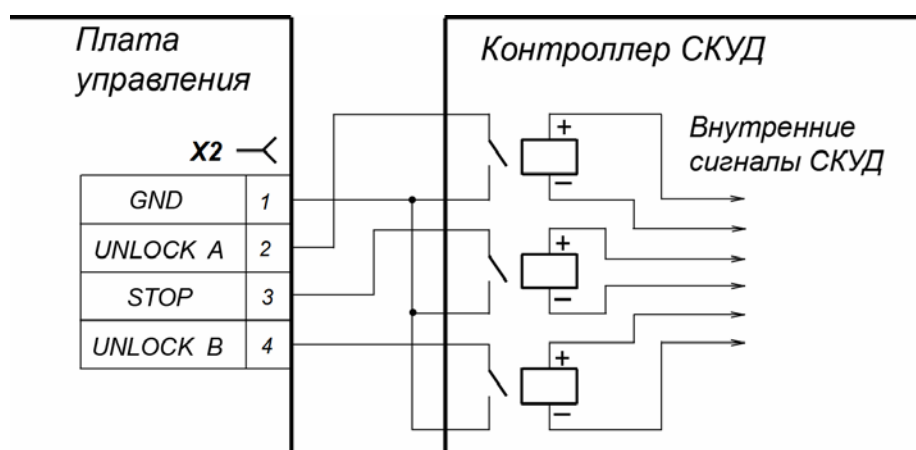 Плата
управления
Контроллер СКУД
X2
GND 1
UNLOCK A 2
STOP 3
UNLOCK B 4
Внутренние
сигналы СКУД
+
−
+
−
+
−